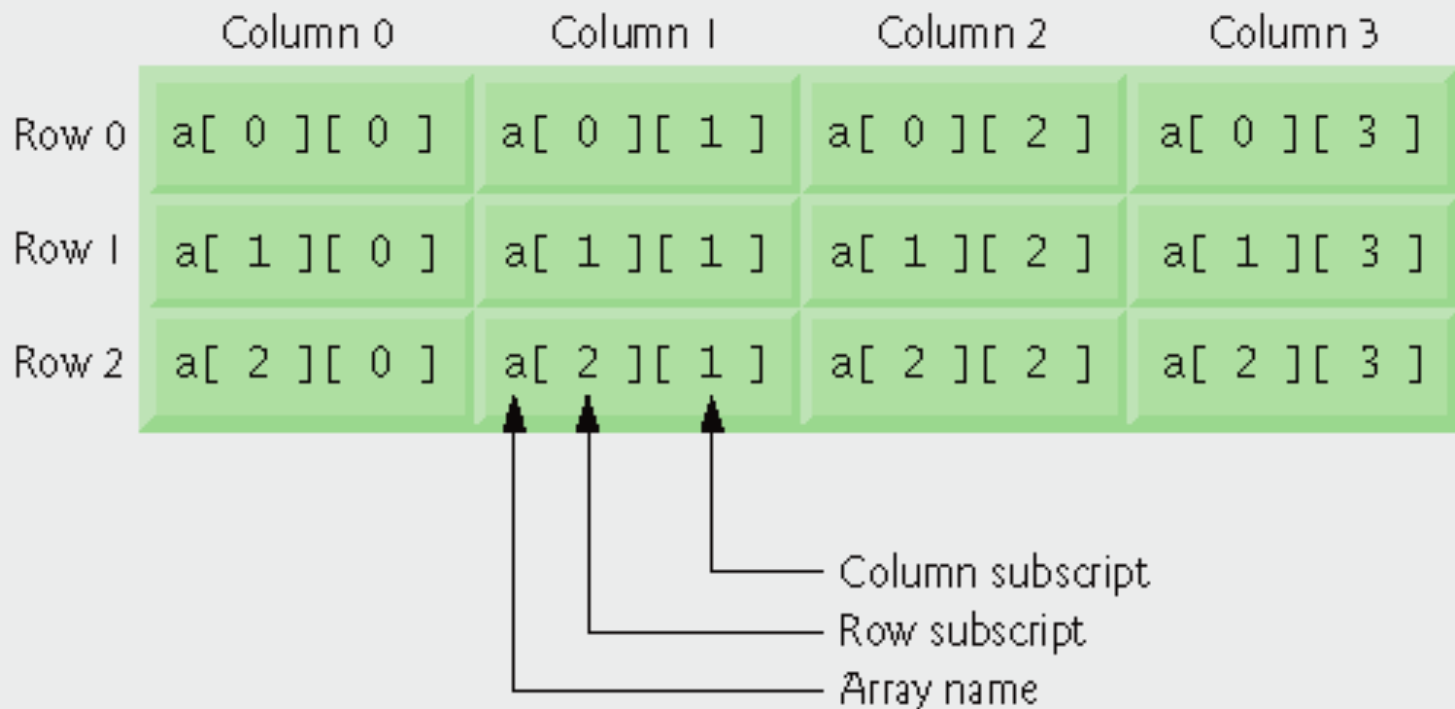 Column 0 Column 1 Column 2 Column 3
Row 0 a[ 0 ][ 0 ] a[ 0 ][ 1 ] a[ 0 ][ 2 ] a[ 0 ][ 3 ]
Row 1 a[ 1 ][ 0 ] a[ 1 ][ 1 ] a[ 1 ][ 2 ] a[ 1 ][ 3 ]
Row 2 a[ 2 ][ 0 ] a[ 2 ][ 1 ] a[ 2 ][ 2 ] a[ 2 ][ 3 ]
Column subscript
Row subscript
Array name